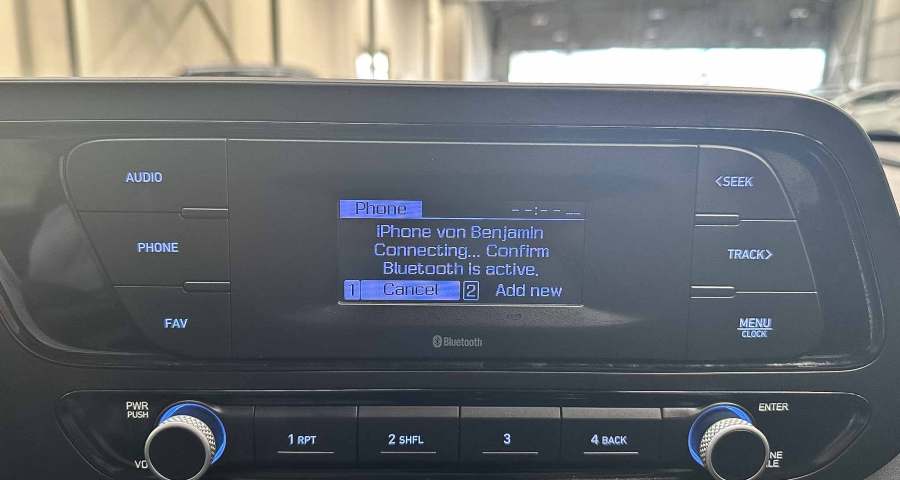 AUDIO
<SEEK
Phone --:-- __
iPhone von Benjamin
PHONE
Connecting... Confirm
TRACK>
Bluetooth is active.
1 Cancel 2 Add new
FAV
MENU
CLOCK
Bluetooth
PWR
PUSH
ENTER
1 RPT
2 SHFL
3
4 BACK